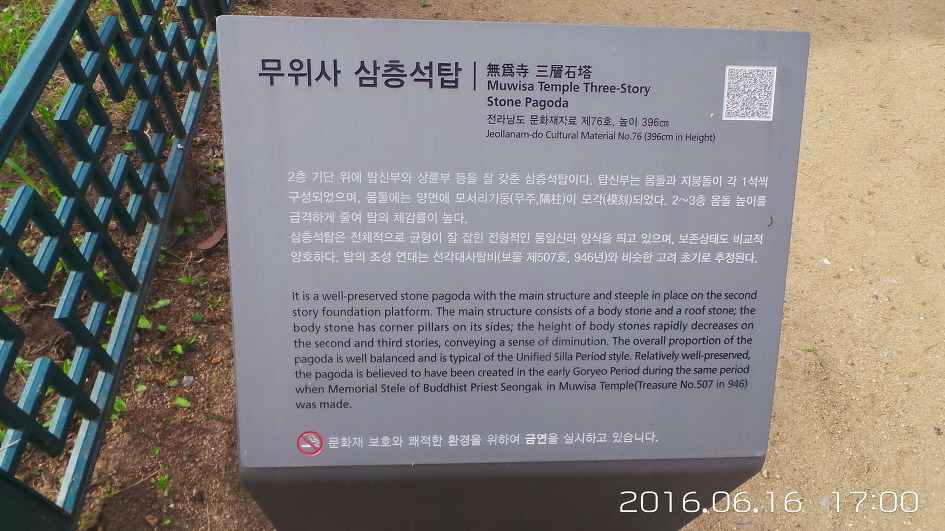 무위사 삼층석탑
無爲寺 三層石塔
Muwisa Temple Three-Story
Stone Pagoda
전라남도 문화재자료 제76호, 높이 396㎝
Jeollanam-do Cultural Material No.76 (396cm in Height)
2층 기단 위에 탑신부와 상륜부 등을 잘 갖춘 삼층석탑이다. 탑신부는 몸돌과 지붕돌이 각 1석씩
구성되었으며, 몸돌에는 양면에 모서리기둥(우주,隅柱)이 모각(模刻)되었다. 2~3층 몸돌 높이를
급격하게 줄여 탑의 체감률이 높다.
삼층석탑은 전체적으로 균형이 잘 잡힌 전형적인 통일신라 양식을 띄고 있으며, 보존상태도 비교적
양호하다. 탑의 조성 연대는 선각대사탑비(보물 제507호, 946년)와 비슷한 고려 초기로 추정된다.
It is a well-preserved stone pagoda with the main structure and steeple in place on the second
story foundation platform. The main structure consists of a body stone and a roof stone; the
body stone has corner pillars on its sides; the height of body stones rapidly decreases on
the second and third stories, conveying a sense of diminution. The overall proportion of the
pagoda is well balanced and is typical of the Unified Silla Period style. Relatively well-preserved,
the pagoda is believed to have been created in the early Goryeo Period during the same period
when Memorial Stele of Buddhist Priest Seongak in Muwisa Temple(Treasure No.507 in 946)
was made.
문화재 보호와 쾌적한 환경을 위하여 금연을 실시하고 있습니다.
2016.06.16 17:00